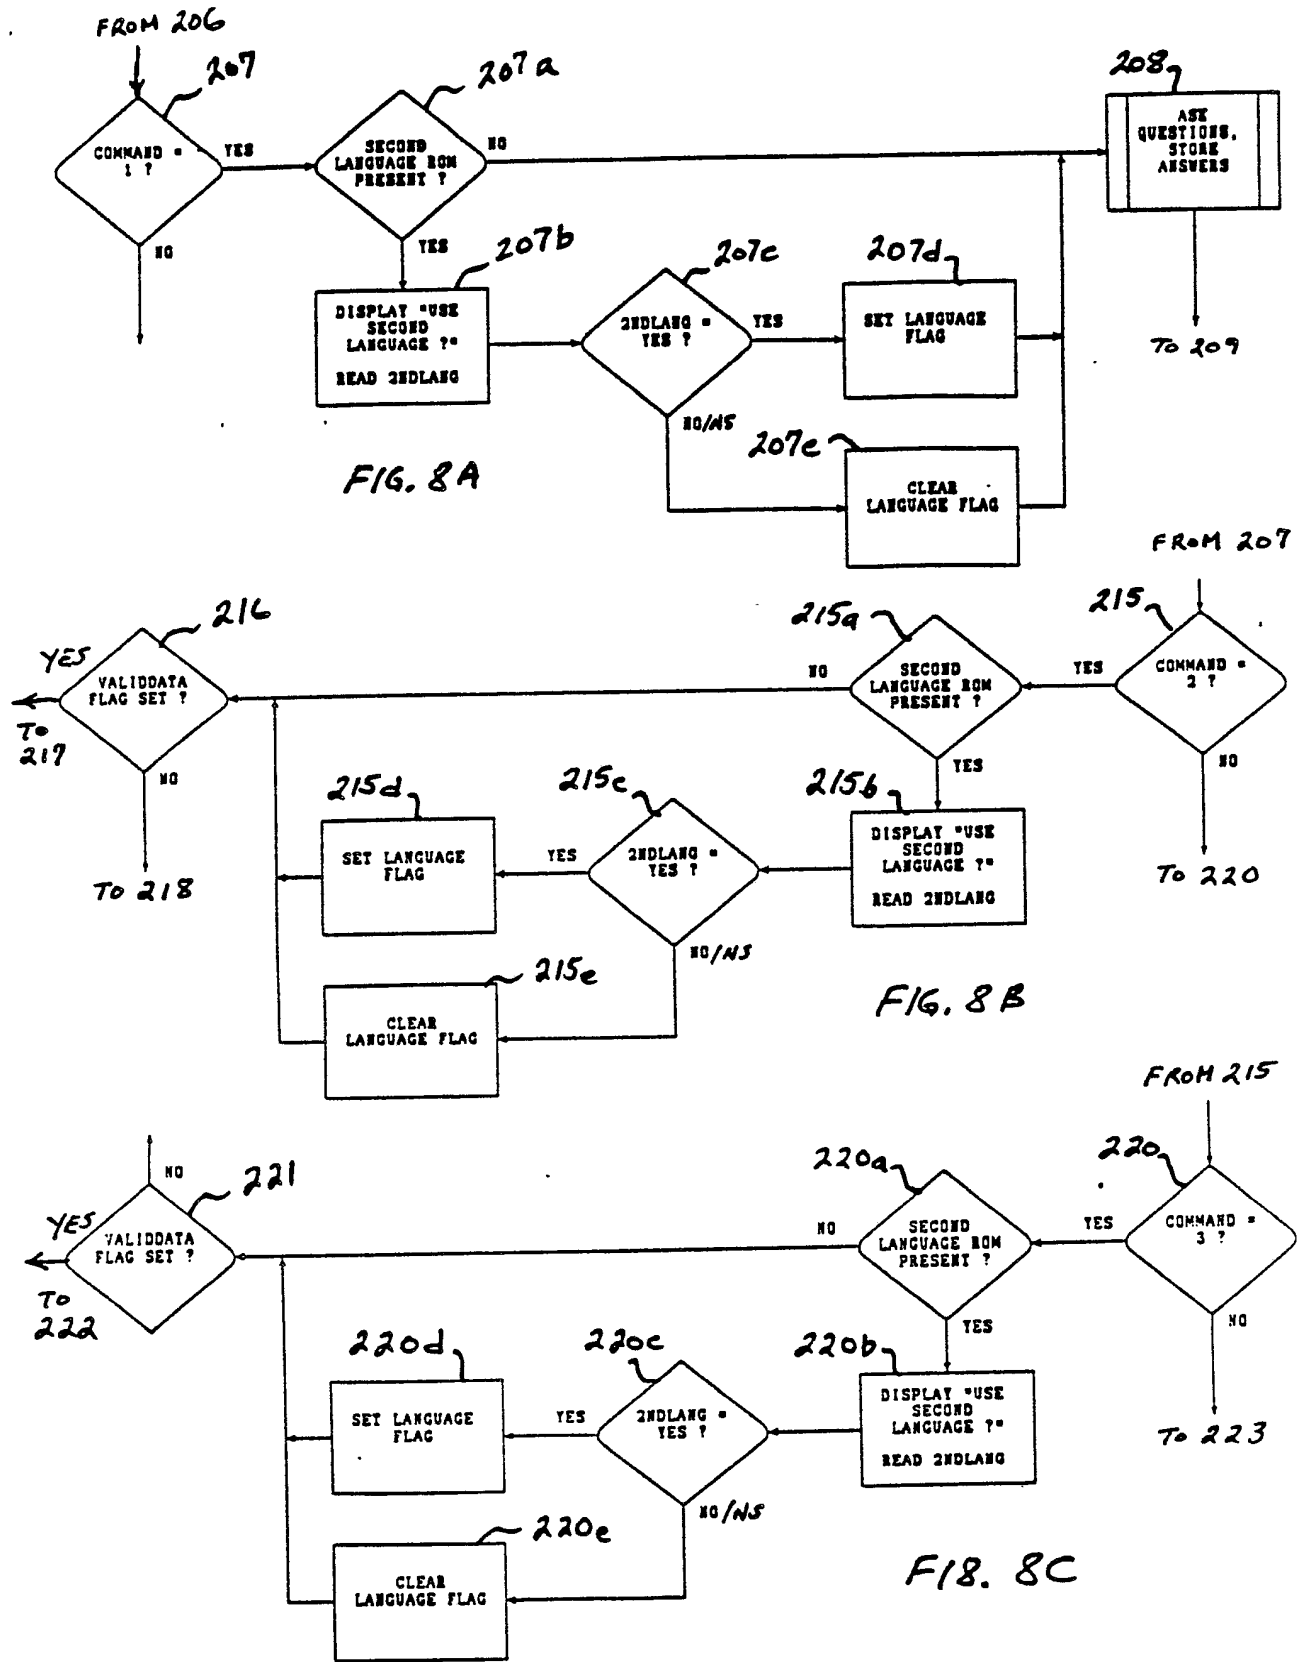 FROM 206
207
COMMAND =
1 ?
YES
NO
207a
SECOND
LANGUAGE ROM
PRESENT ?
NO
YES
208
ASK
QUESTIONS,
STORE
ANSWERS
TO 209
207b
DISPLAY "USE
SECOND
LANGUAGE ?"
READ 2NDLANG
207c
2NDLANG =
YES ?
YES
NO/NS
207d
SET LANGUAGE
FLAG
207e
CLEAR
LANGUAGE FLAG
FIG. 8A
FROM 207
215
COMMAND =
2 ?
YES
NO
TO 220
215a
SECOND
LANGUAGE ROM
PRESENT ?
NO
YES
216
VALIDDATA
FLAG SET ?
YES
TO
217
NO
TO 218
215b
DISPLAY "USE
SECOND
LANGUAGE ?"
READ 2NDLANG
215c
2NDLANG =
YES ?
YES
NO/NS
215d
SET LANGUAGE
FLAG
215e
CLEAR
LANGUAGE FLAG
FIG. 8B
FROM 215
220
COMMAND =
3 ?
YES
NO
TO 223
220a
SECOND
LANGUAGE ROM
PRESENT ?
NO
YES
221
VALIDDATA
FLAG SET ?
NO
YES
TO
222
220b
DISPLAY "USE
SECOND
LANGUAGE ?"
READ 2NDLANG
220c
2NDLANG =
YES ?
YES
NO/NS
220d
SET LANGUAGE
FLAG
220e
CLEAR
LANGUAGE FLAG
FI8. 8C